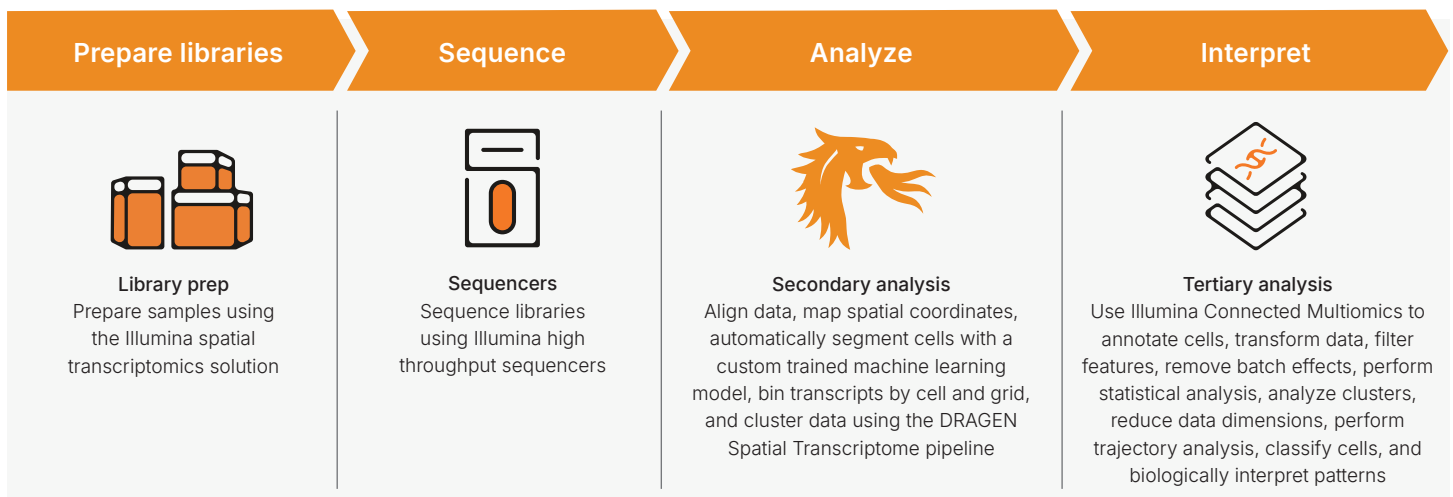 Prepare libraries
Sequence
Analyze
Interpret
Library prep
Prepare samples using
the Illumina spatial
transcriptomics solution
Sequencers
Sequence libraries
using Illumina high
throughput sequencers
Secondary analysis
Align data, map spatial coordinates,
automatically segment cells with a
custom trained machine learning
model, bin transcripts by cell and grid,
and cluster data using the DRAGEN
Spatial Transcriptome pipeline
Tertiary analysis
Use Illumina Connected Multiomics to
annotate cells, transform data, filter
features, remove batch effects, perform
statistical analysis, analyze clusters,
reduce data dimensions, perform
trajectory analysis, classify cells, and
biologically interpret patterns